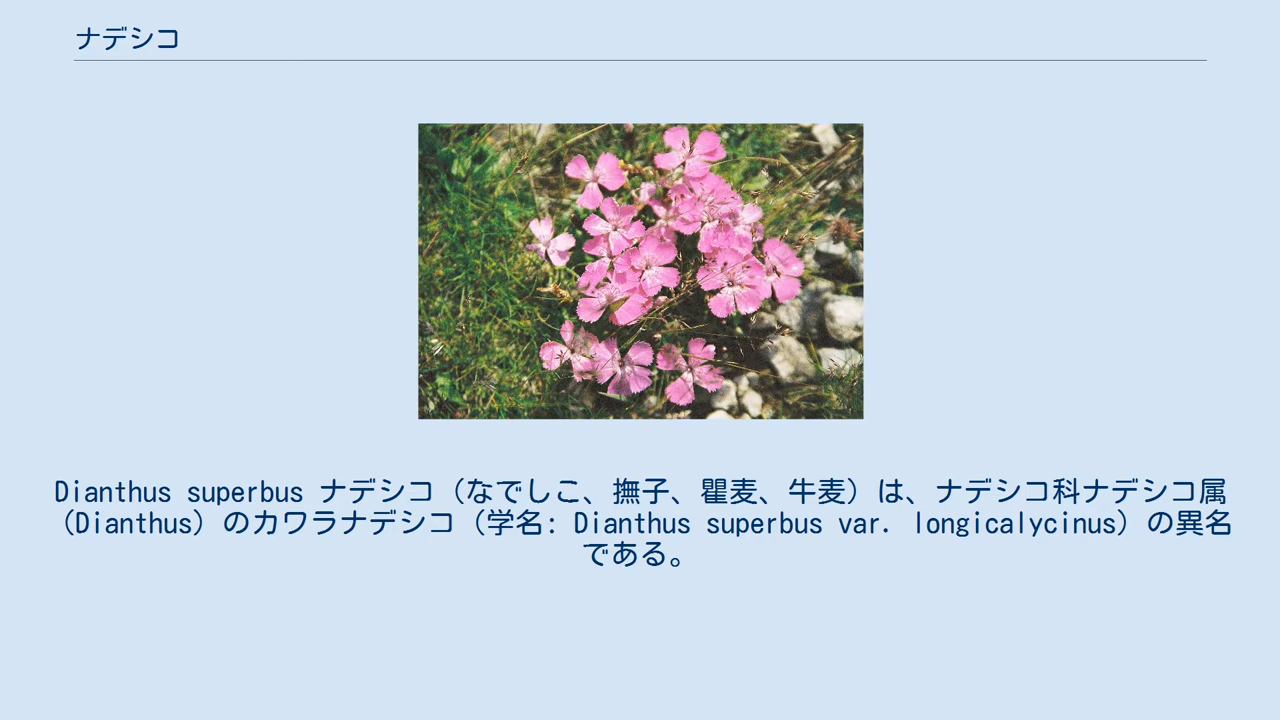 ナデシコ
Dianthus superbus ナデシコ（なでしこ、撫子、瞿麦、牛麦）は、ナデシコ科ナデシコ属
（Dianthus）のカワラナデシコ（学名: Dianthus superbus var. longicalycinus）の異名
である。